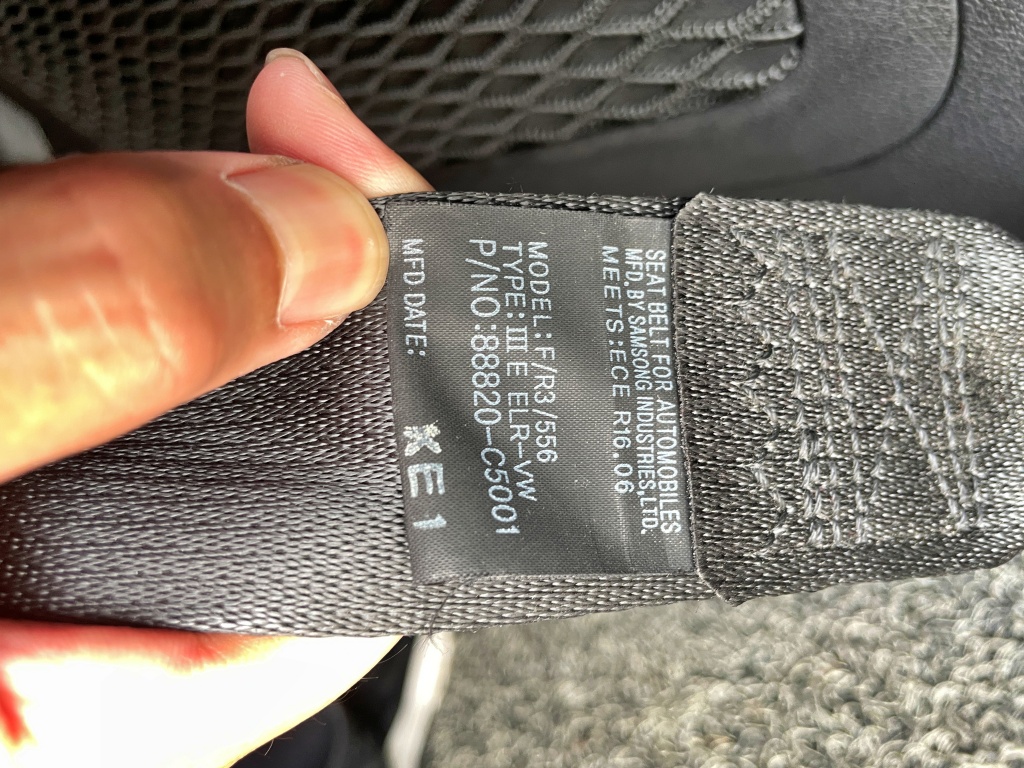 SEAT BELT FOR AUTOMOBILES
MFD.BY SAMSONG INDUSTRIES,LTD.
MEETS:ECE R16.06
MODEL:F/R3/556
TYPE:Ⅲ E ELR-VW
P/NO:88820-C5001
MFD DATE: XE1